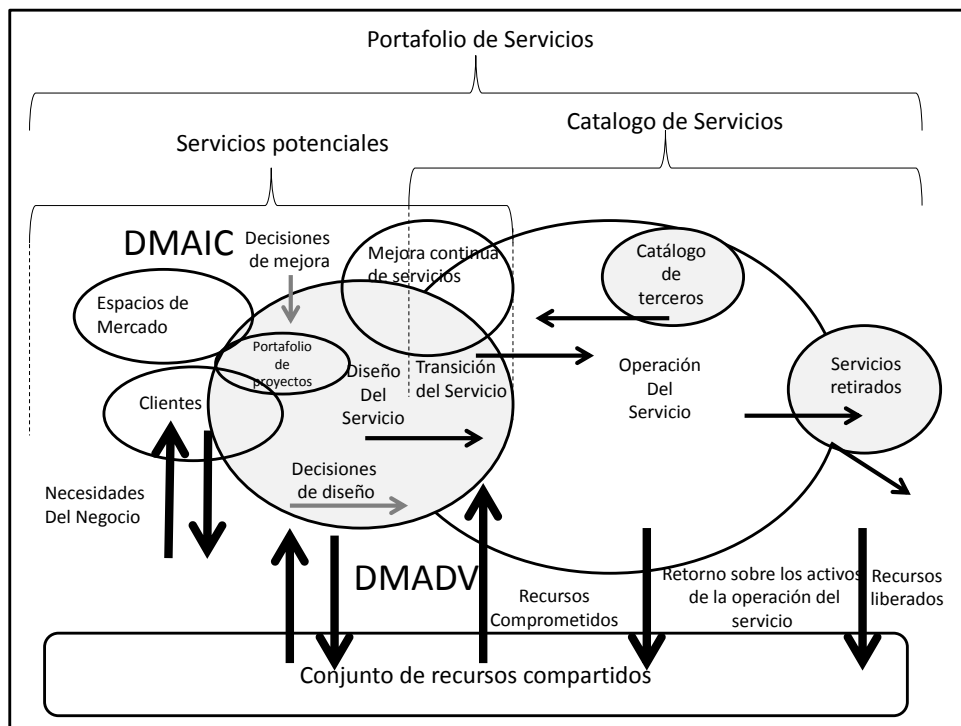 Portafolio de Servicios
Catalogo de Servicios
Servicios potenciales
DMAIC
Decisiones
de mejora
Mejora continua
de servicios
Catálogo
de
terceros
Espacios de
Mercado
Portafolio
de
proyectos
Diseño
Del
Servicio
Transición
del Servicio
Operación
Del
Servicio
Servicios
retirados
Clientes
Decisiones
de diseño
Necesidades
Del Negocio
DMADV
Recursos
Comprometidos
Retorno sobre los activos
de la operación del
servicio
Recursos
liberados
Conjunto de recursos compartidos